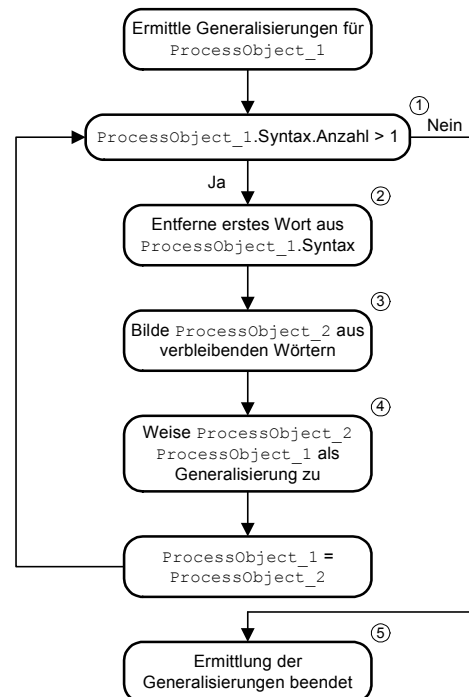 Ermittle Generalisierungen für
ProcessObject_1
①
ProcessObject_1.Syntax.Anzahl > 1
Nein
Ja
②
Entferne erstes Wort aus
ProcessObject_1.Syntax
③
Bilde ProcessObject_2 aus
verbleibenden Wörtern
④
Weise ProcessObject_2
ProcessObject_1 als
Generalisierung zu
ProcessObject_1 =
ProcessObject_2
⑤
Ermittlung der
Generalisierungen beendet